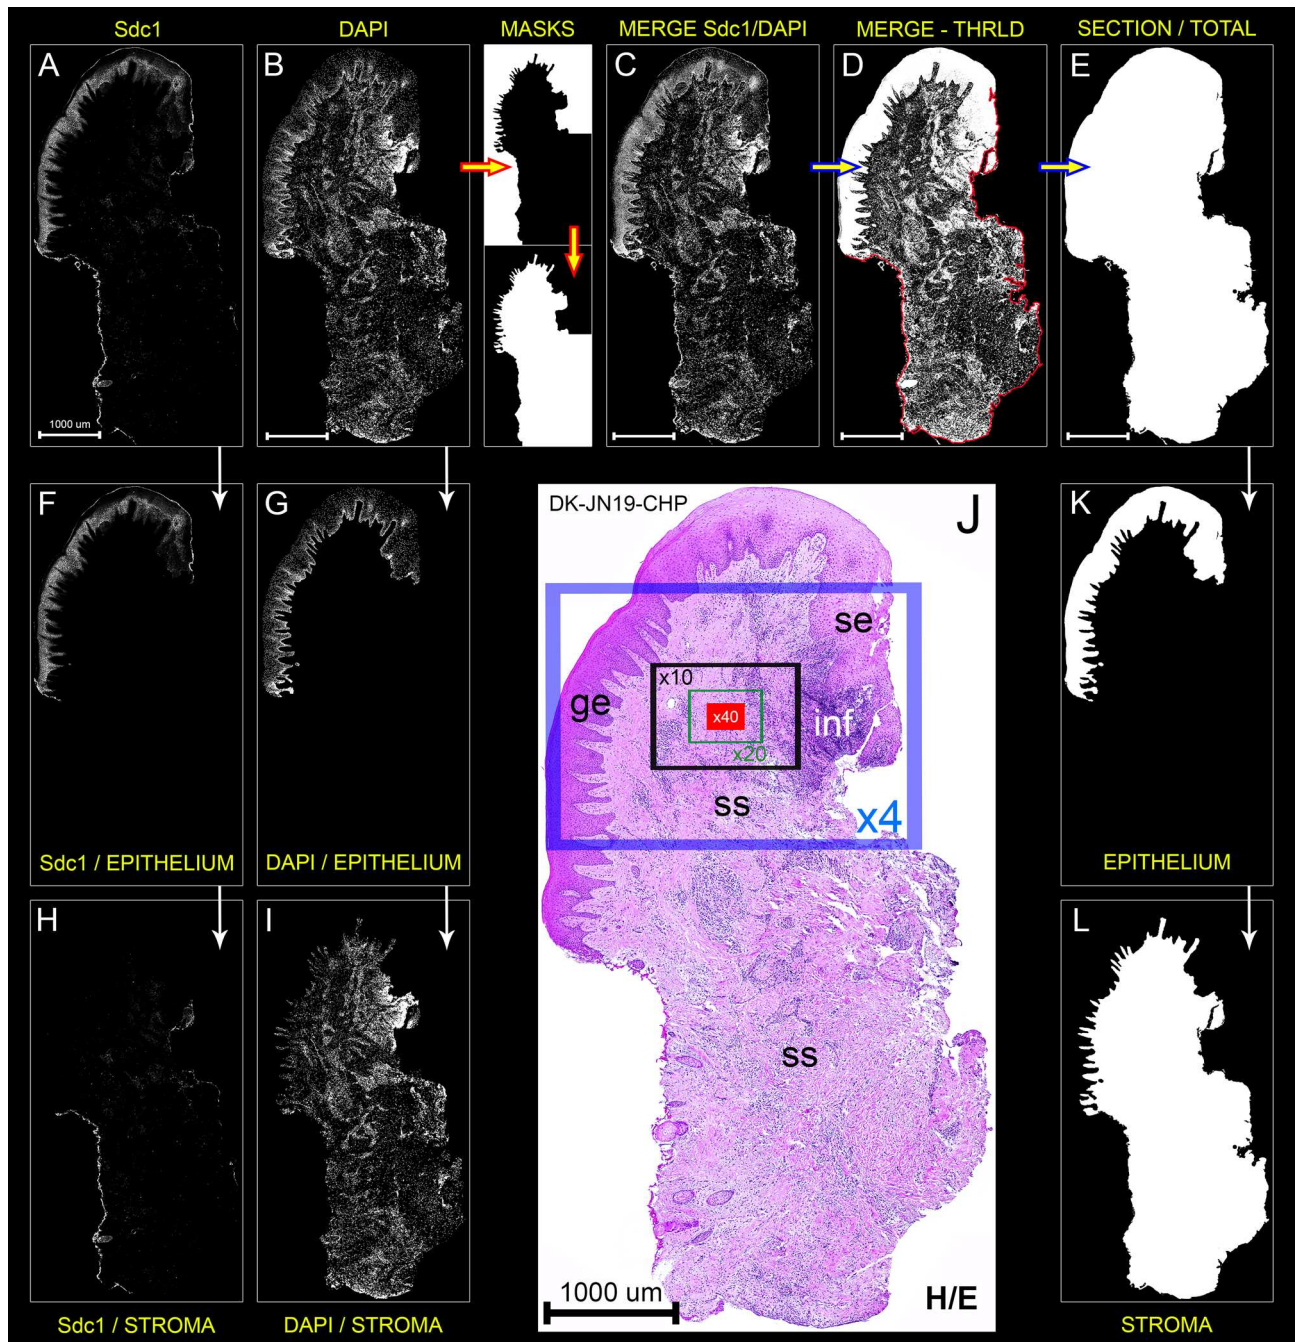 Sdc1
DAPI
MASKS
MERGE Sdc1/DAPI
MERGE - THRLD
SECTION / TOTAL
A
B
C
D
E
1000 um
F
G
DK-JN19-CHP
J
K
se
x10
ge
x40
inf
x20
ss
x4
Sdc1 / EPITHELIUM
DAPI / EPITHELIUM
EPITHELIUM
H
I
L
ss
1000 um
H/E
Sdc1 / STROMA
DAPI / STROMA
STROMA